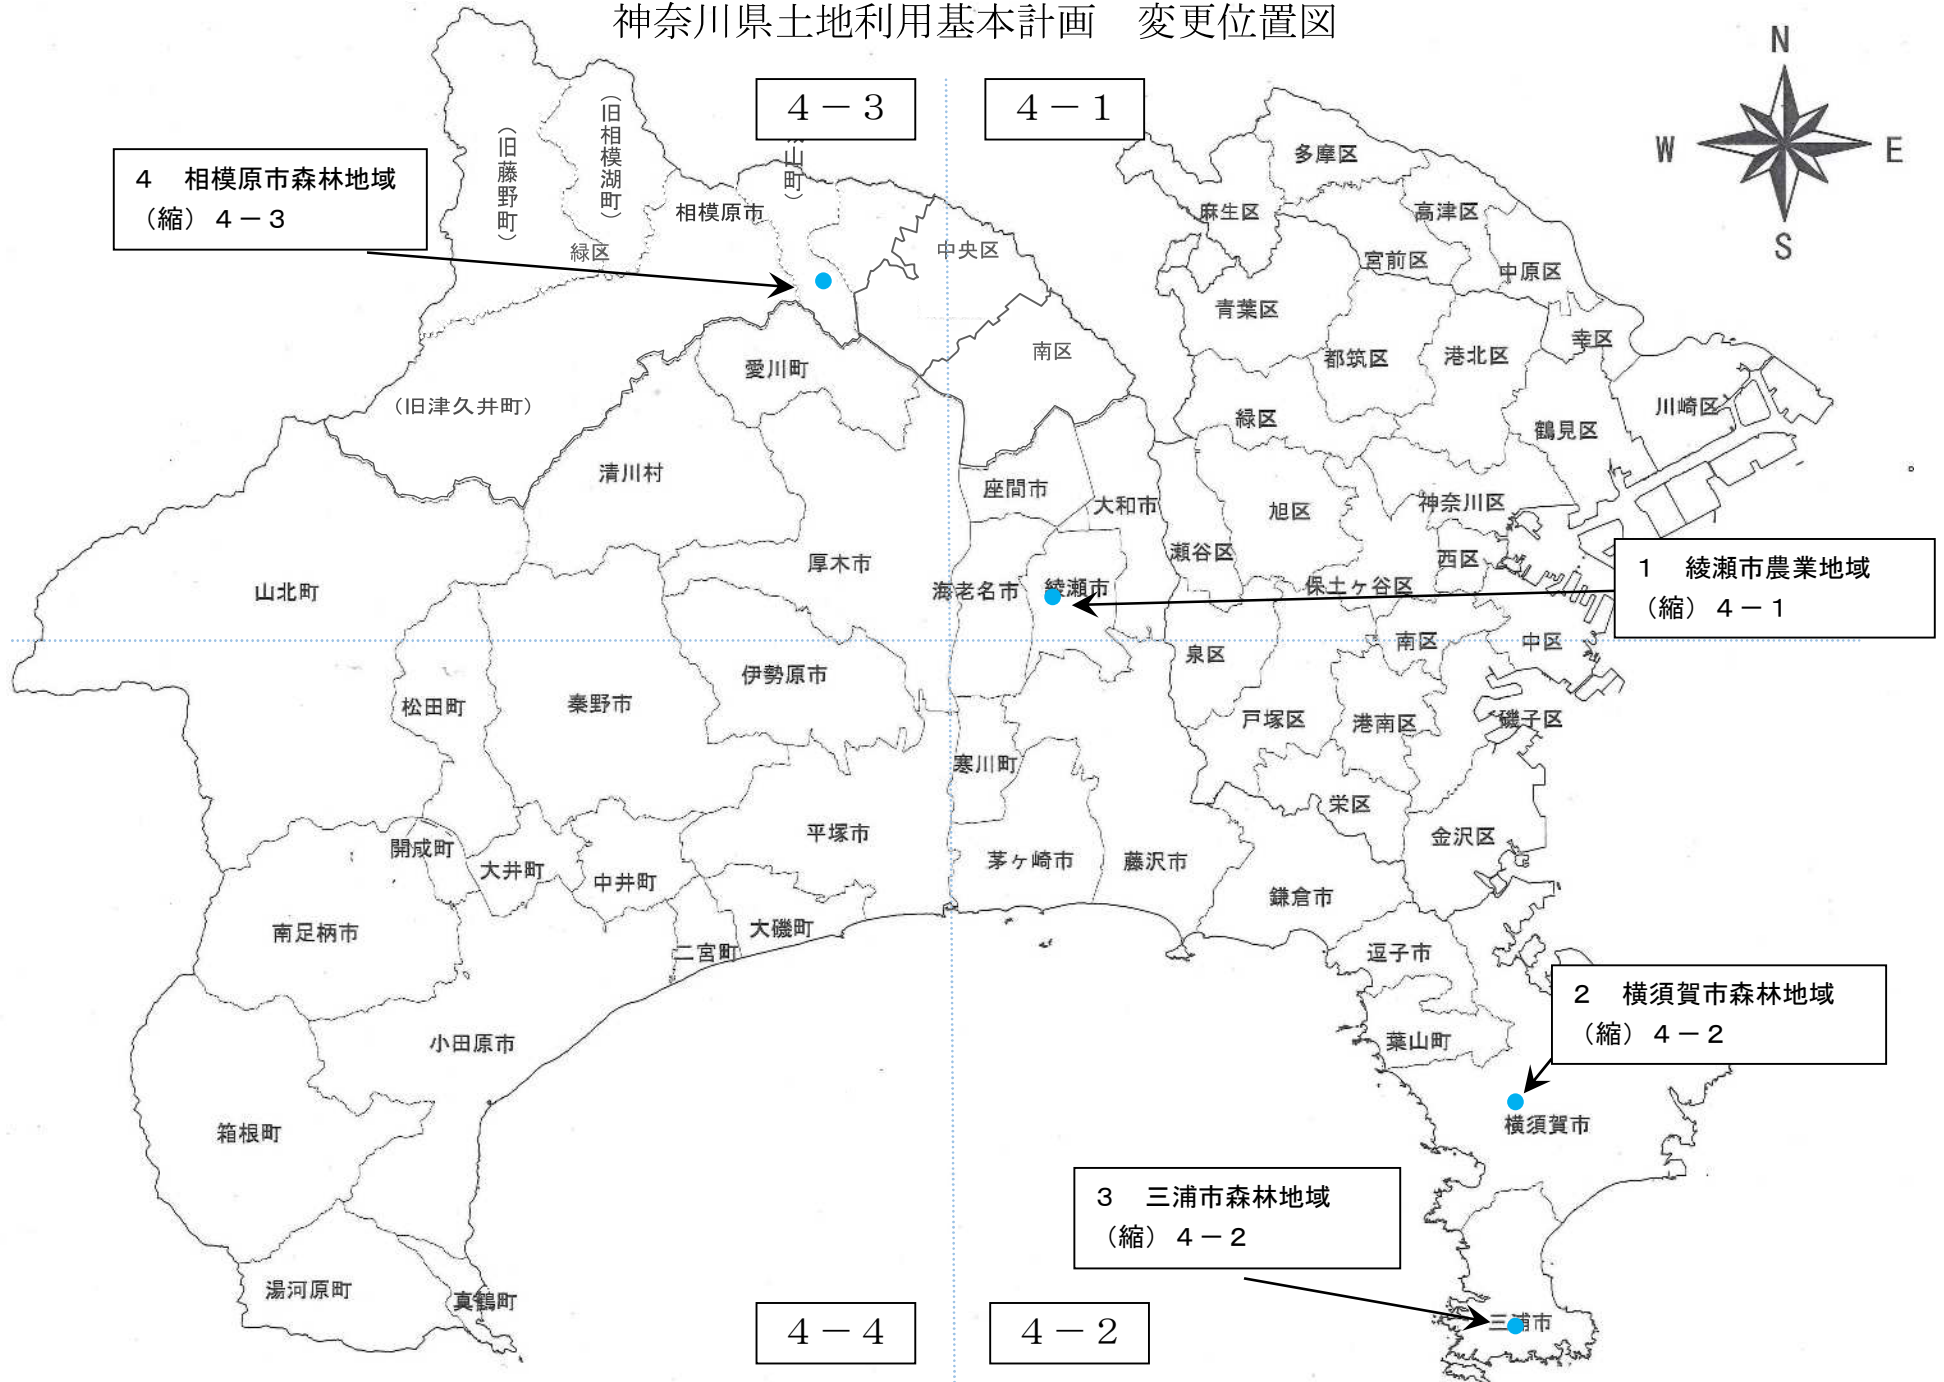 神奈川県土地利用基本計画　変更位置図
N
W
E
S
４－３
４－１
４　相模原市森林地域
（縮）４－３
１　綾瀬市農業地域
（縮）４－１
２　横須賀市森林地域
（縮）４－２
３　三浦市森林地域
（縮）４－２
４－４
４－２
（旧藤野町）
（旧相模湖町）
山町）
相模原市
緑区
中央区
南区
（旧津久井町）
愛川町
清川村
山北町
厚木市
座間市
大和市
海老名市
綾瀬市
多摩区
麻生区
高津区
宮前区
中原区
青葉区
都筑区
港北区
幸区
川崎区
緑区
鶴見区
旭区
神奈川区
瀬谷区
西区
保土ヶ谷区
泉区
南区
中区
戸塚区
港南区
磯子区
栄区
金沢区
松田町
秦野市
伊勢原市
寒川町
開成町
大井町
中井町
平塚市
茅ヶ崎市
藤沢市
鎌倉市
南足柄市
二宮町
大磯町
逗子市
葉山町
小田原市
箱根町
横須賀市
湯河原町
真鶴町
三浦市